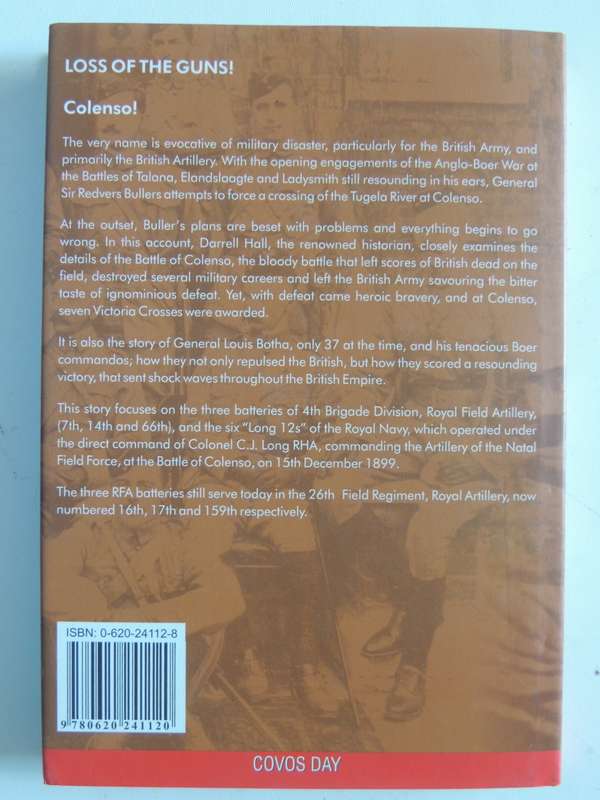 LOSS OF THE GUNS!
Colenso!
The very name is evocative of military disaster, particularly for the British Army, and
primarily the British Artillery. With the opening engagements of the Anglo-Boer War at
the Battles of Talana, Elandslaagte and Ladysmith still resounding in his ears, General
Sir Redvers Bullers attempts to force a crossing of the Tugela River at Colenso.
At the outset, Buller's plans are beset with problems and everything begins to go
wrong. In this account, Darrell Hall, the renowned historian, closely examines the
details of the Battle of Colenso, the bloody battle that left scores of British dead on the
field, destroyed several military careers and left the British Army savouring the bitter
taste of ignominious defeat. Yet, with defeat came heroic bravery, and at Colenso,
seven Victoria Crosses were awarded.
It is also the story of General Louis Botha, only 37 at the time, and his tenacious Boer
commandos; how they not only repulsed the British, but how they scored a resounding
victory, that sent shock waves throughout the British Empire.
This story focuses on the three batteries of 4th Brigade Division, Royal Field Artillery,
(7th, 14th and 66th), and the six "Long 12s" of the Royal Navy, which operated under
the direct command of Colonel C.J. Long RHA, commanding the Artillery of the Natal
Field Force, at the Battle of Colenso, on 15th December 1899.
The three RFA batteries still serve today in the 26th Field Regiment, Royal Artillery, now
numbered 16th, 17th and 159th respectively.
ISBN: 0-620-24112-8
9 780620 241120
COVOS DAY